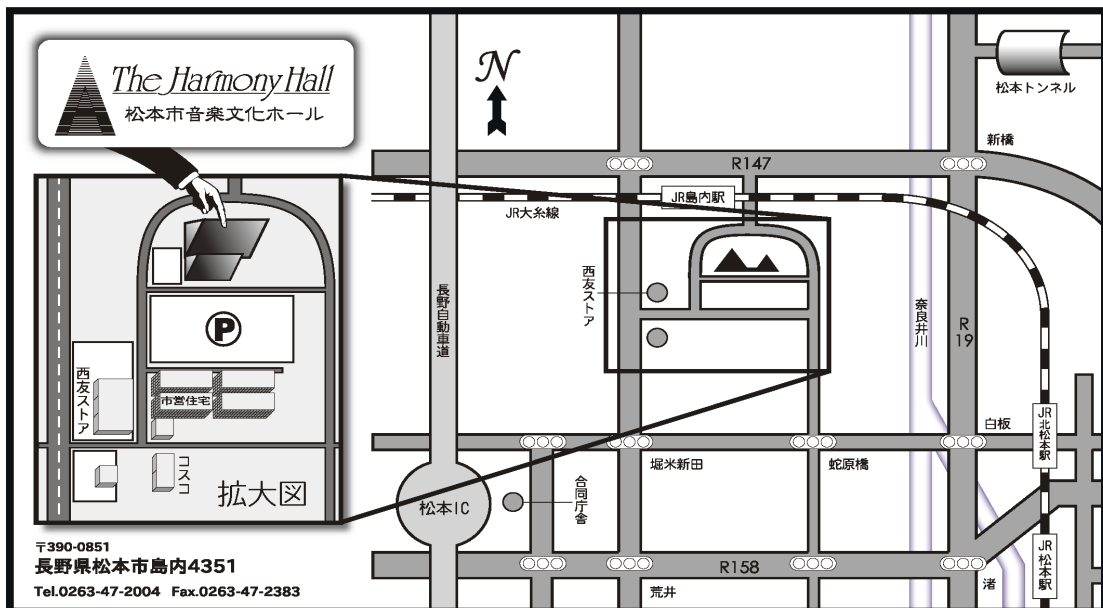 The Harmony Hall
松本市音楽文化ホール
N
松本トンネル
新橋
R147
JR島内駅
JR大糸線
西友ストア
長野自動車道
奈良井川
R19
P
西友ストア
市営住宅
コスコ
拡大図
白板
JR北松本駅
堀米新田
蛇原橋
松本IC
合同庁舎
R158
荒井
渚
JR松本駅
〒390-0851
長野県松本市島内4351
Tel.0263-47-2004 Fax.0263-47-2383